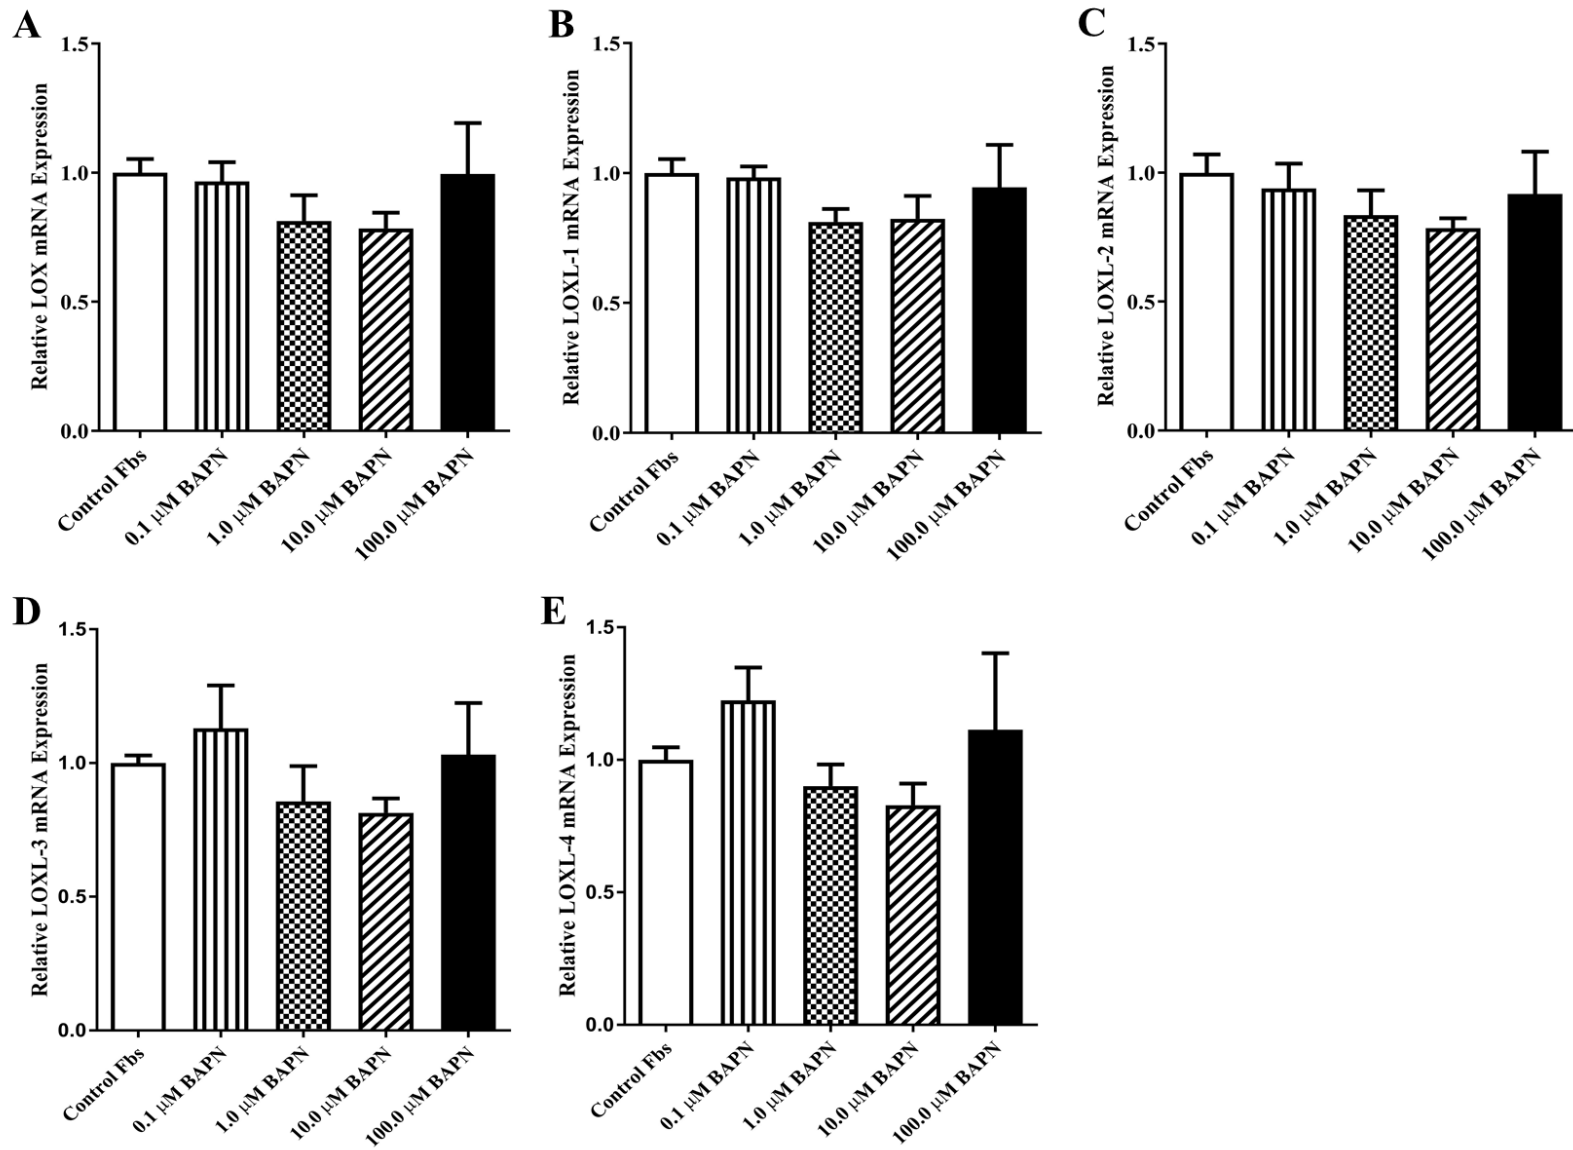 A
Relative LOX mRNA Expression
1.5
1.0
0.5
0.0
Control Fbs
0.1 µM BAPN
1.0 µM BAPN
10.0 µM BAPN
100.0 µM BAPN
B
Relative LOXL-1 mRNA Expression
1.5
1.0
0.5
0.0
Control Fbs
0.1 µM BAPN
1.0 µM BAPN
10.0 µM BAPN
100.0 µM BAPN
C
Relative LOXL-2 mRNA Expression
1.5
1.0
0.5
0.0
Control Fbs
0.1 µM BAPN
1.0 µM BAPN
10.0 µM BAPN
100.0 µM BAPN
D
Relative LOXL-3 mRNA Expression
1.5
1.0
0.5
0.0
Control Fbs
0.1 µM BAPN
1.0 µM BAPN
10.0 µM BAPN
100.0 µM BAPN
E
Relative LOXL-4 mRNA Expression
1.5
1.0
0.5
0.0
Control Fbs
0.1 µM BAPN
1.0 µM BAPN
10.0 µM BAPN
100.0 µM BAPN